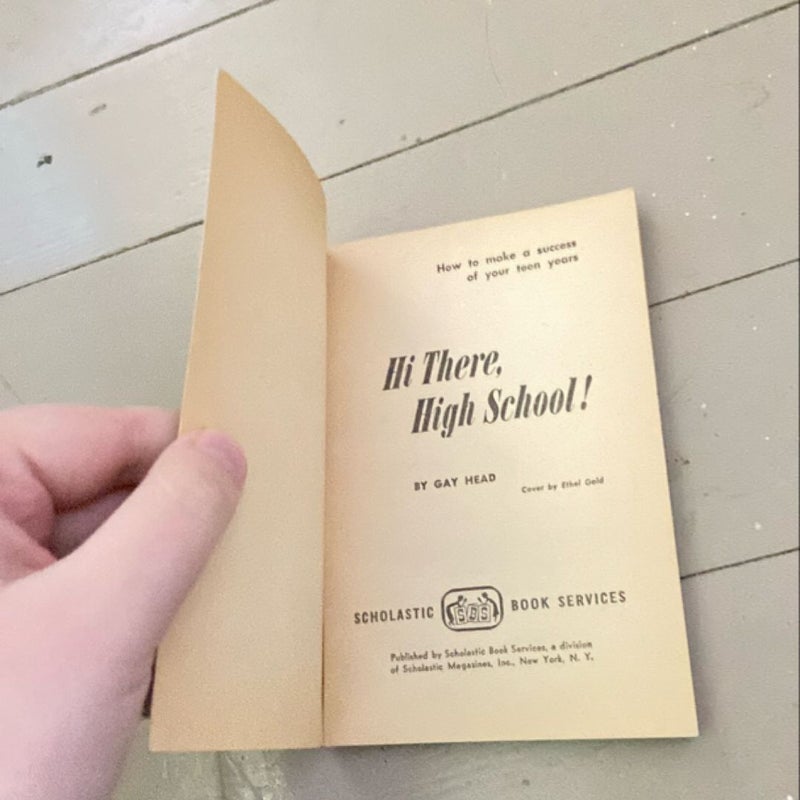 How to make a success
of your teen years
Hi There,
High School!
BY GAY HEAD
Cover by Ethel Gold
SCHOLASTIC SBS BOOK SERVICES
Published by Scholastic Book Services, a division
of Scholastic Magazines, Inc., New York, N. Y.